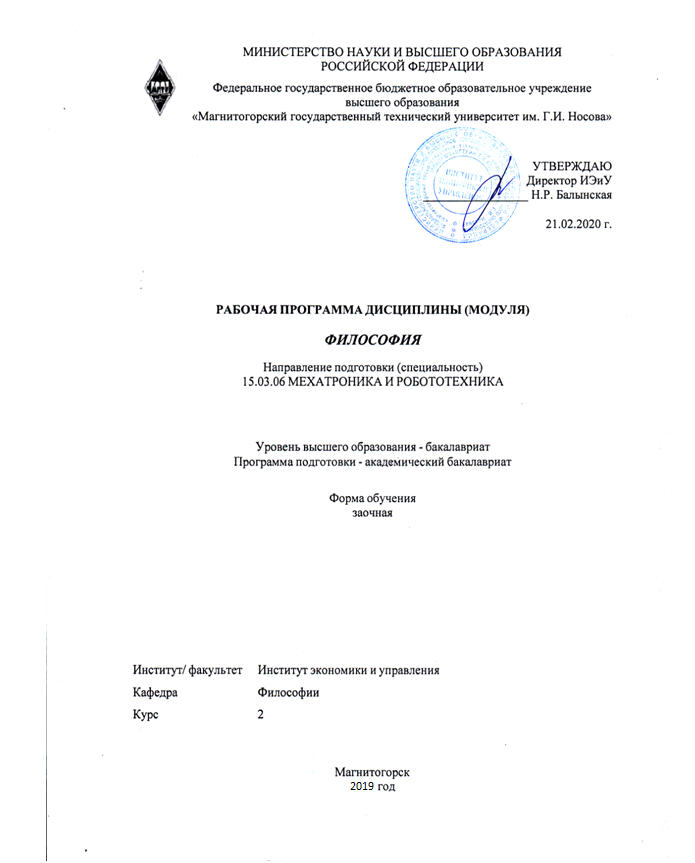 МИНИСТЕРСТВО НАУКИ И ВЫСШЕГО ОБРАЗОВАНИЯ
РОССИЙСКОЙ ФЕДЕРАЦИИ
Федеральное государственное бюджетное образовательное учреждение
высшего образования
«Магнитогорский государственный технический университет им. Г.И. Носова»
УТВЕРЖДАЮ
Директор ИЭиУ
Н.Р. Балынская
21.02.2020 г.
РАБОЧАЯ ПРОГРАММА ДИСЦИПЛИНЫ (МОДУЛЯ)
ФИЛОСОФИЯ
Направление подготовки (специальность)
15.03.06 МЕХАТРОНИКА И РОБОТОТЕХНИКА
Уровень высшего образования - бакалавриат
Программа подготовки - академический бакалавриат
Форма обучения
заочная
Институт/ факультет Институт экономики и управления
Кафедра Философии
Курс 2
Магнитогорск
2019 год